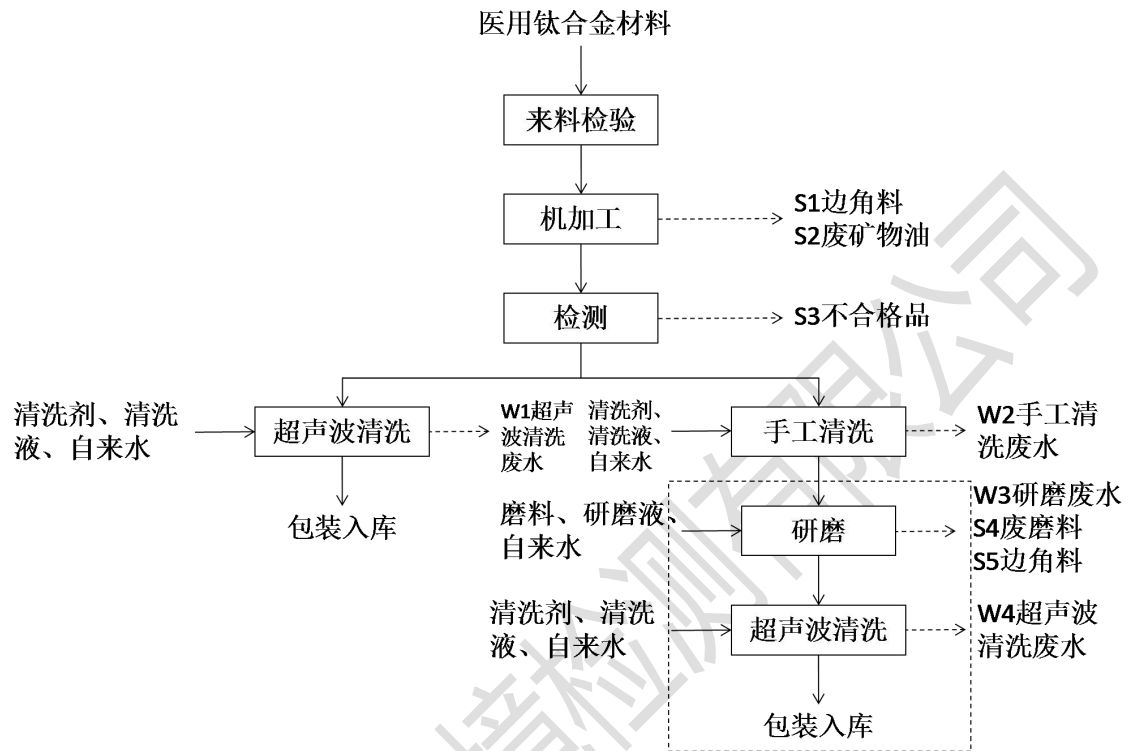 医用钛合金材料
来料检验
机加工
S1边角料
S2废矿物油
检测
S3不合格品
清洗剂、清洗
液、自来水
超声波清洗
W1超声
波清洗
废水
清洗剂、
清洗液、
自来水
手工清洗
W2手工清
洗废水
包装入库
磨料、研磨液、
自来水
研磨
W3研磨废水
S4废磨料
S5边角料
清洗剂、清洗
液、自来水
超声波清洗
W4超声波
清洗废水
包装入库
境检测有限公司